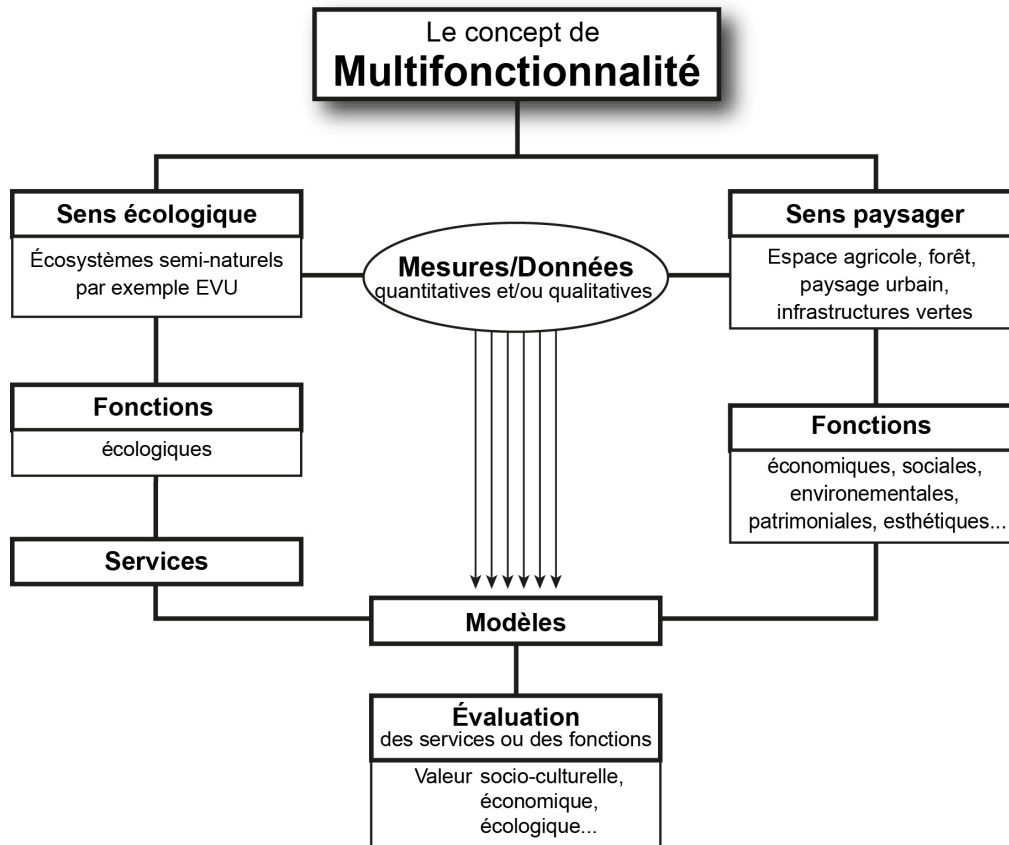 Le concept de
Multifonctionnalité
Sens écologique
Écosystèmes semi-naturels
par exemple EVU
Mesures/Données
quantitatives et/ou qualitatives
Sens paysager
Espace agricole, forêt,
paysage urbain,
infrastructures vertes
Fonctions
écologiques
Fonctions
économiques, sociales,
environementales,
patrimoniales, esthétiques...
Services
Modèles
Évaluation
des services ou des fonctions
Valeur socio-culturelle,
économique,
écologique...